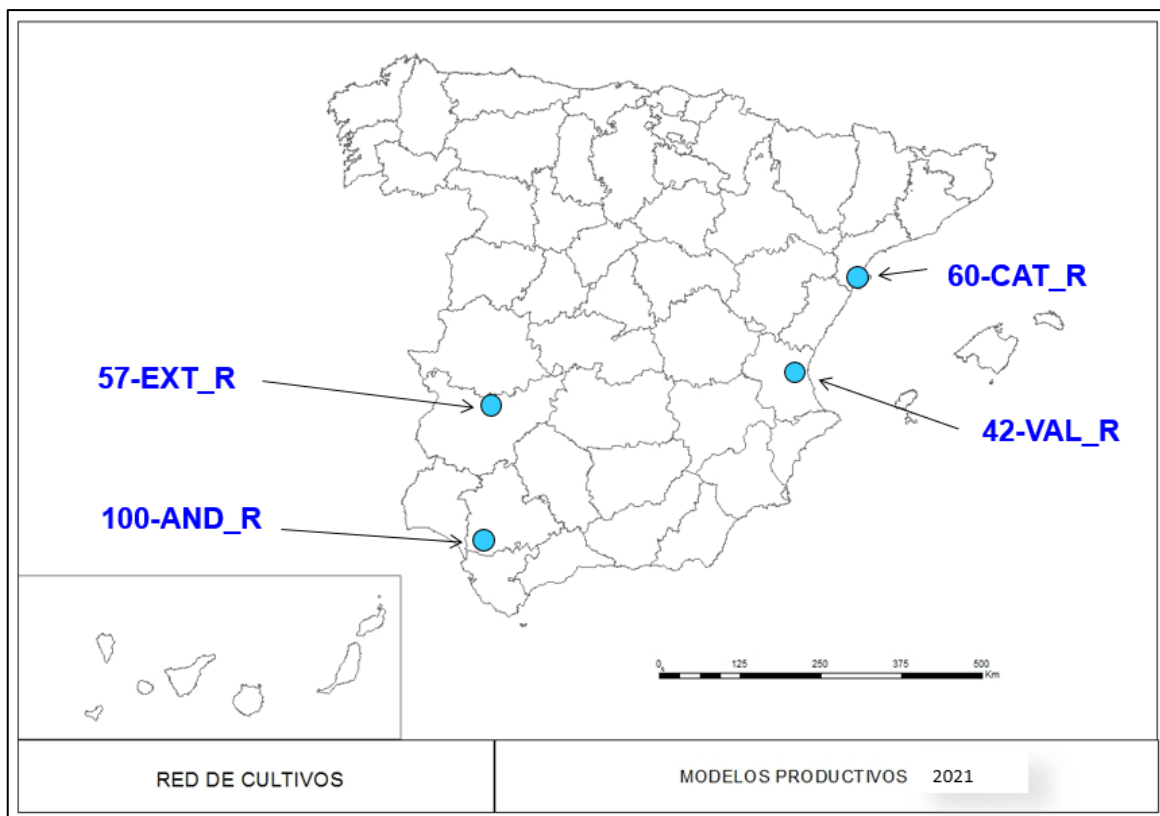 60-CAT_R
57-EXT_R
42-VAL_R
100-AND_R
0 125 250 375 500
Km
RED DE CULTIVOS
MODELOS PRODUCTIVOS 2021